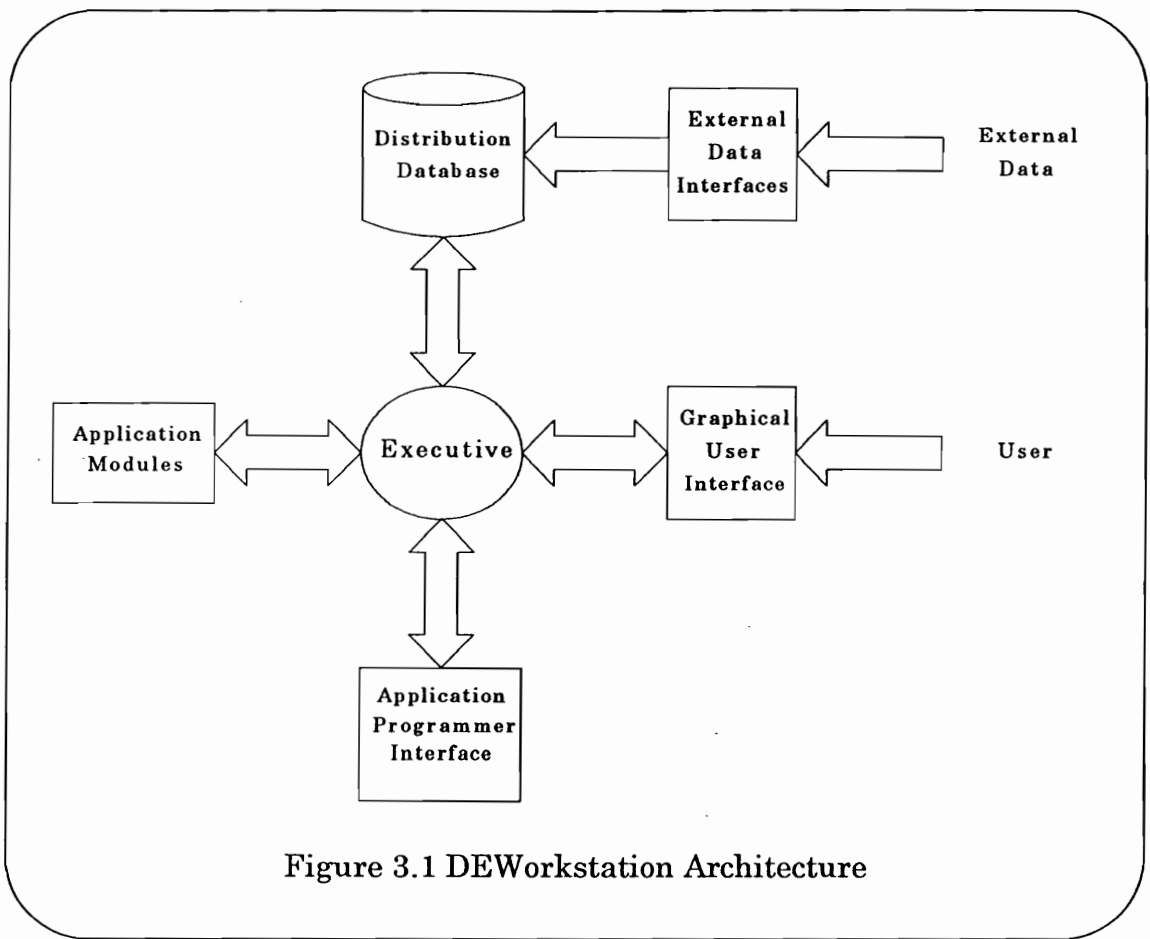 Distribution
Database
External
Data
Interfaces
External
Data
Application
Modules
Executive
Graphical
User
Interface
User
Application
Programmer
Interface
Figure 3.1 DEWorkstation Architecture